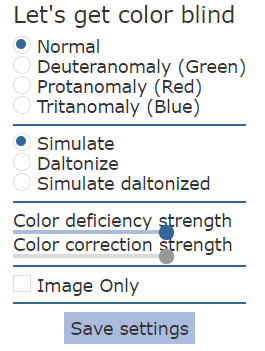 Let's get color blind
Normal
Deuteranomaly (Green)
Protanomaly (Red)
Tritanomaly (Blue)
Simulate
Daltonize
Simulate daltonized
Color deficiency strength
Color correction strength
Image Only
Save settings